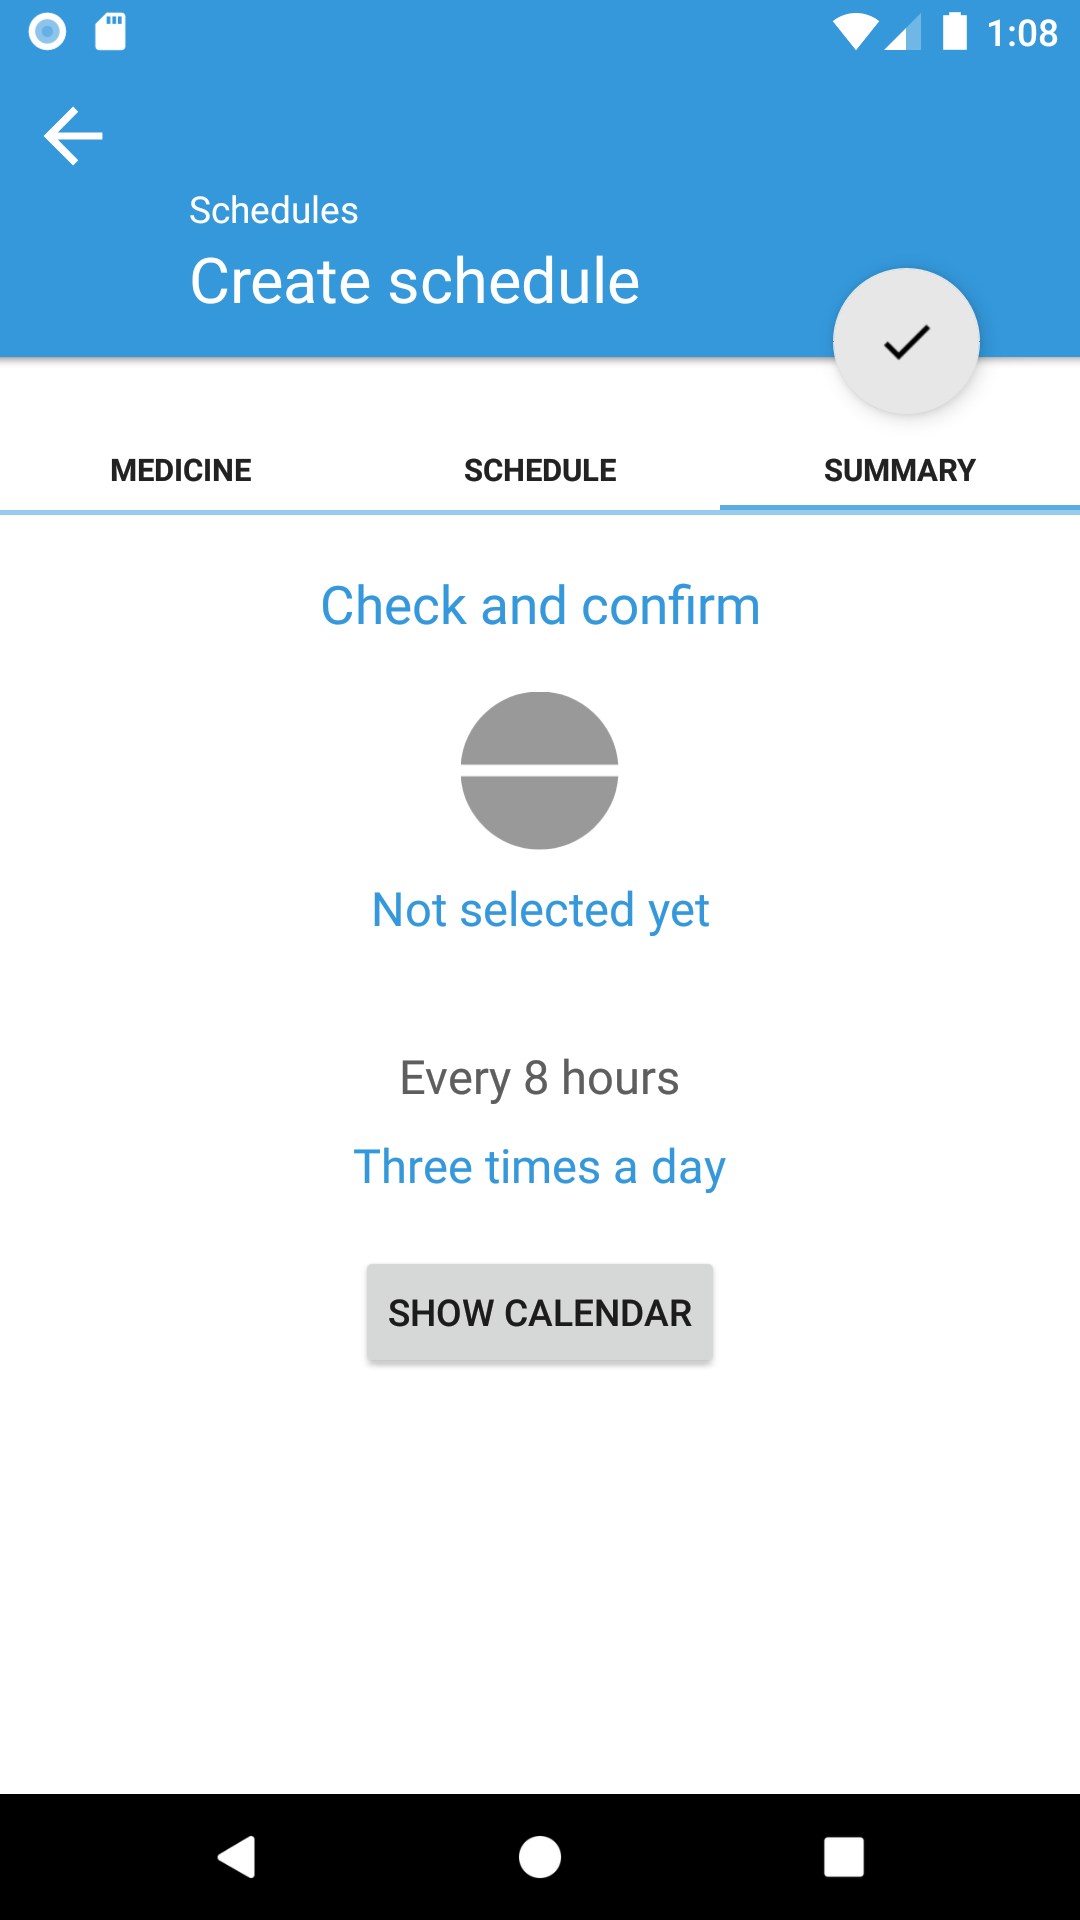 1:08
Schedules
Create schedule
MEDICINE
SCHEDULE
SUMMARY
Check and confirm
Not selected yet
Every 8 hours
Three times a day
SHOW CALENDAR